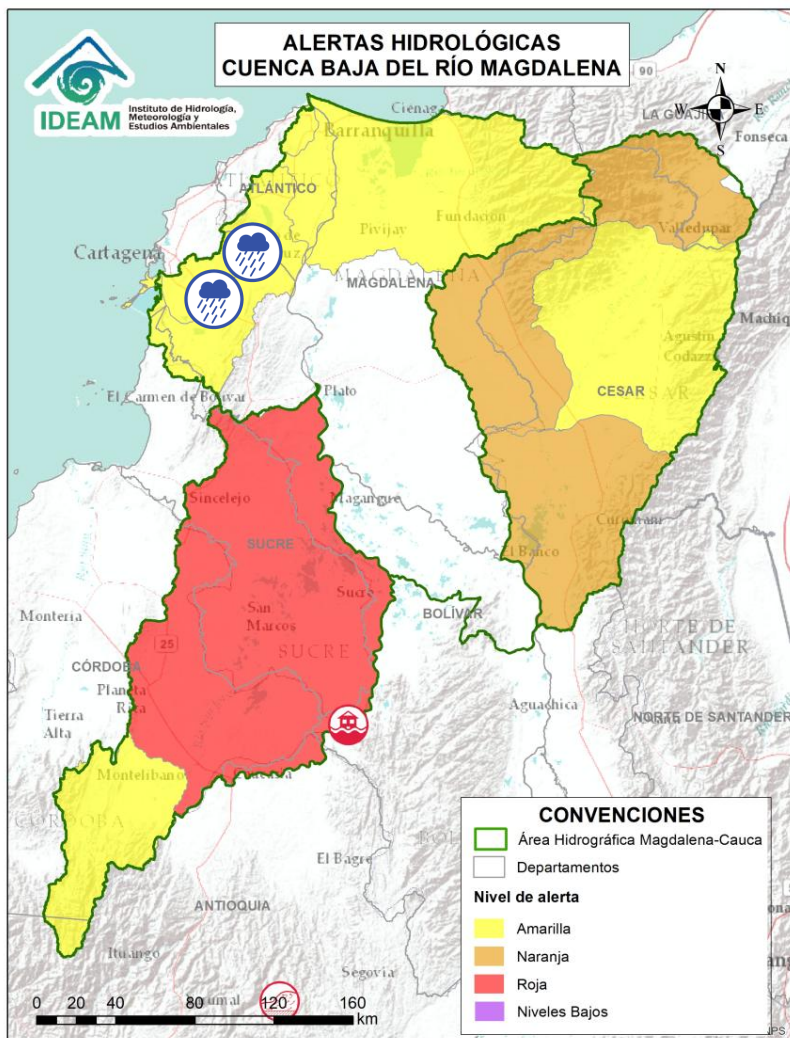 ALERTAS HIDROLÓGICAS
CUENCA BAJA DEL RÍO MAGDALENA
IDEAM
Instituto de Hidrología,
Meteorología y
Estudios Ambientales
N
W
E
S
90
Ciénaga
LA GUAJIRA
Fonseca
Barranquilla
ATLÁNTICO
Pivijay
Fundación
Valledupar
Cartagena
MAGDALENA
MAGDALENA
Agustín
Codazzi
CESAR
Plato
El Carmen de Bolívar
Sincelejo
Magangue
Curumaní
SUCRE
El Banco
Sucre
San
Marcos
BOLÍVAR
Montería
SUCRE
25
NORTE DE
SANTANDER
CÓRDOBA
Planeta
Rica
Aguachica
Tierra
Alta
NORTE DE SANTANDER
Montelíbano
Caucasia
CÓRDOBA
El Bagre
ANTIOQUIA
Ituango
Segovia
CONVENCIONES
Área Hidrográfica Magdalena-Cauca
Departamentos
Nivel de alerta
Amarilla
Naranja
Roja
Niveles Bajos
0 20 40 80 120 160
km